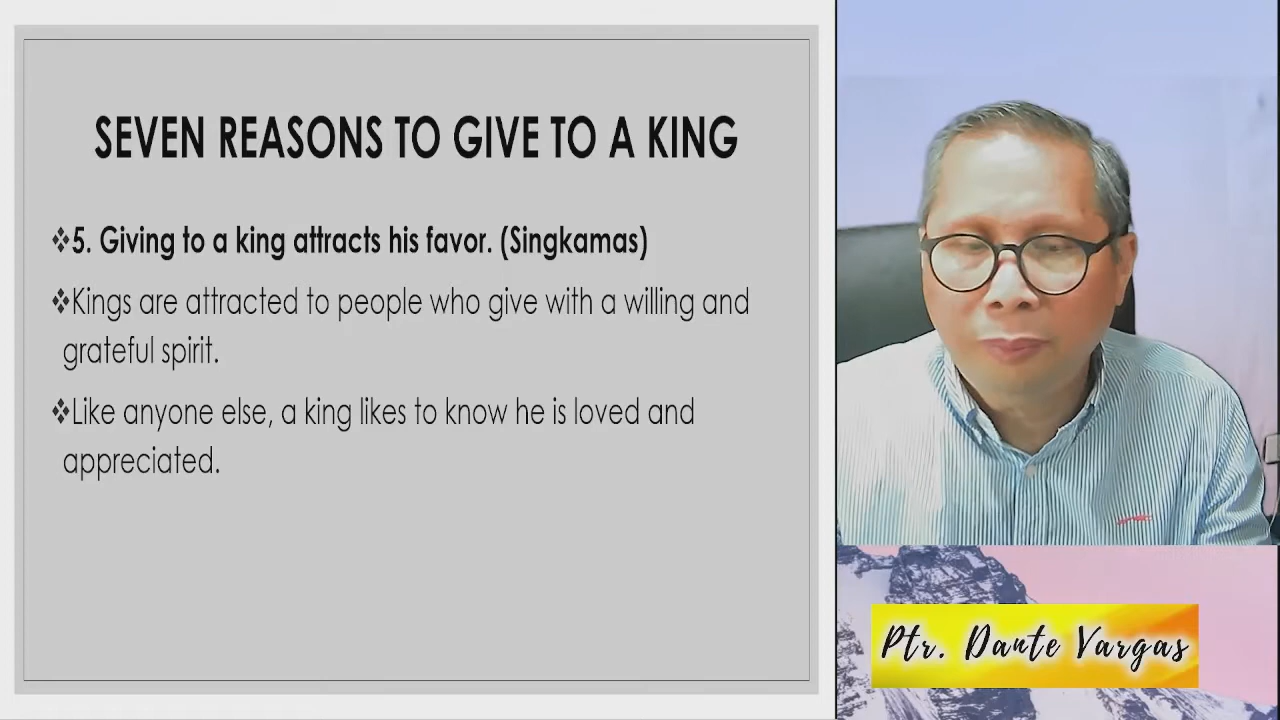 SEVEN REASONS TO GIVE TO A KING
❖5. Giving to a king attracts his favor. (Singkamas)
❖Kings are attracted to people who give with a willing and
grateful spirit.
❖Like anyone else, a king likes to know he is loved and
appreciated.
Ptr. Dante Vargas